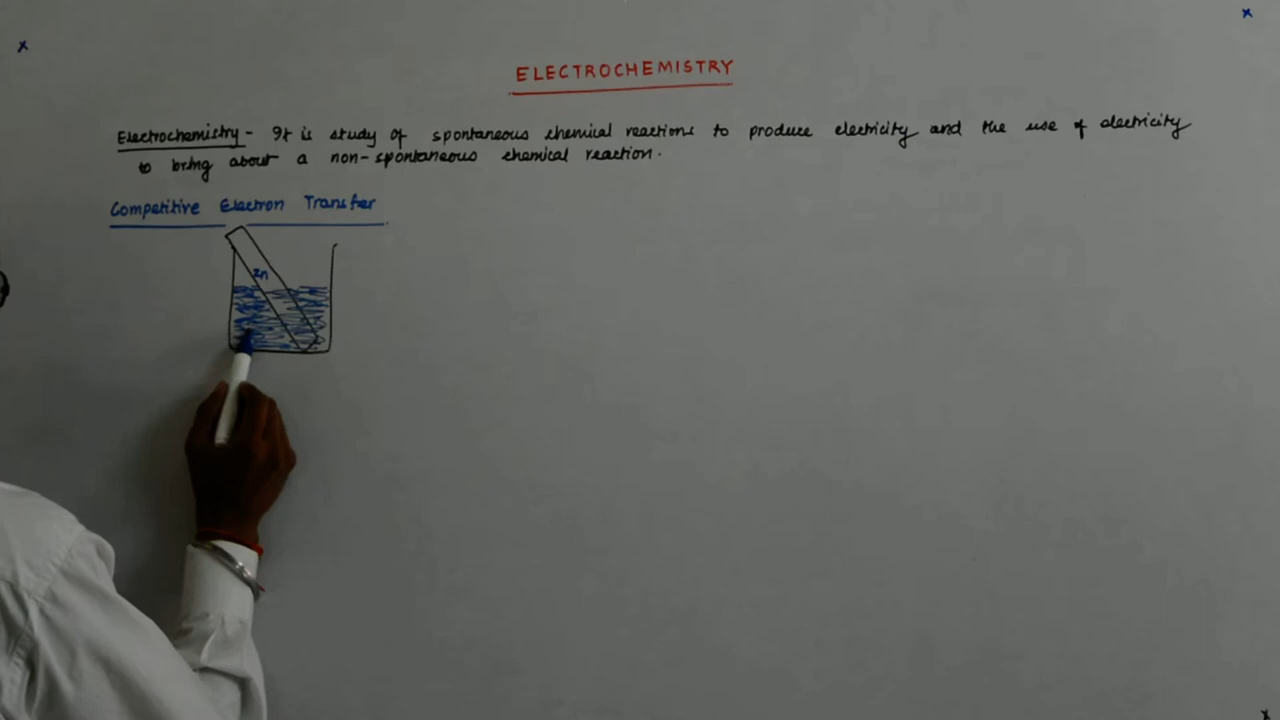 ELECTROCHEMISTRY
Electrochemistry - It is study of spontaneous chemical reactions to produce electricity and the use of electricity
to bring about a non-spontaneous chemical reaction.
Competitive Electron Transfer
Zn